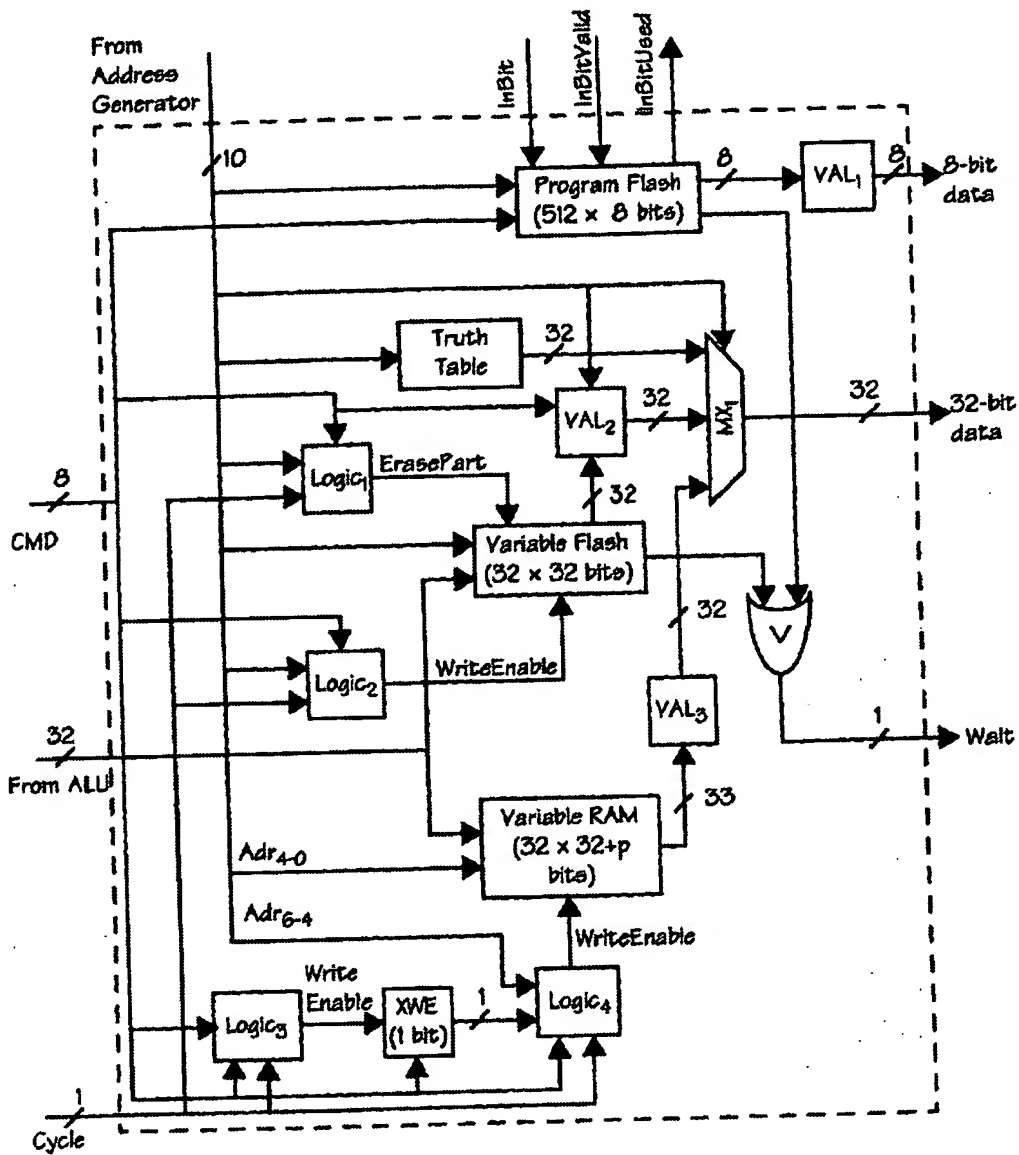 From
Address
Generator
InBit
InBitValid
InBitUsed
10
Program Flash
(512 x 8 bits)
8
VAL1
8
8-bit
data
Truth
Table
32
VAL2
32
MX1
32
32-bit
data
Logic1
ErasePart
32
8
CMD
Variable Flash
(32 x 32 bits)
32
V
Logic2
WriteEnable
VAL3
32
From ALU
1
Wait
33
Variable RAM
(32 x 32+p
bits)
Adr4-0
Adr6-4
WriteEnable
Logic3
Write
Enable
XWE
(1 bit)
1
Logic4
1
Cycle